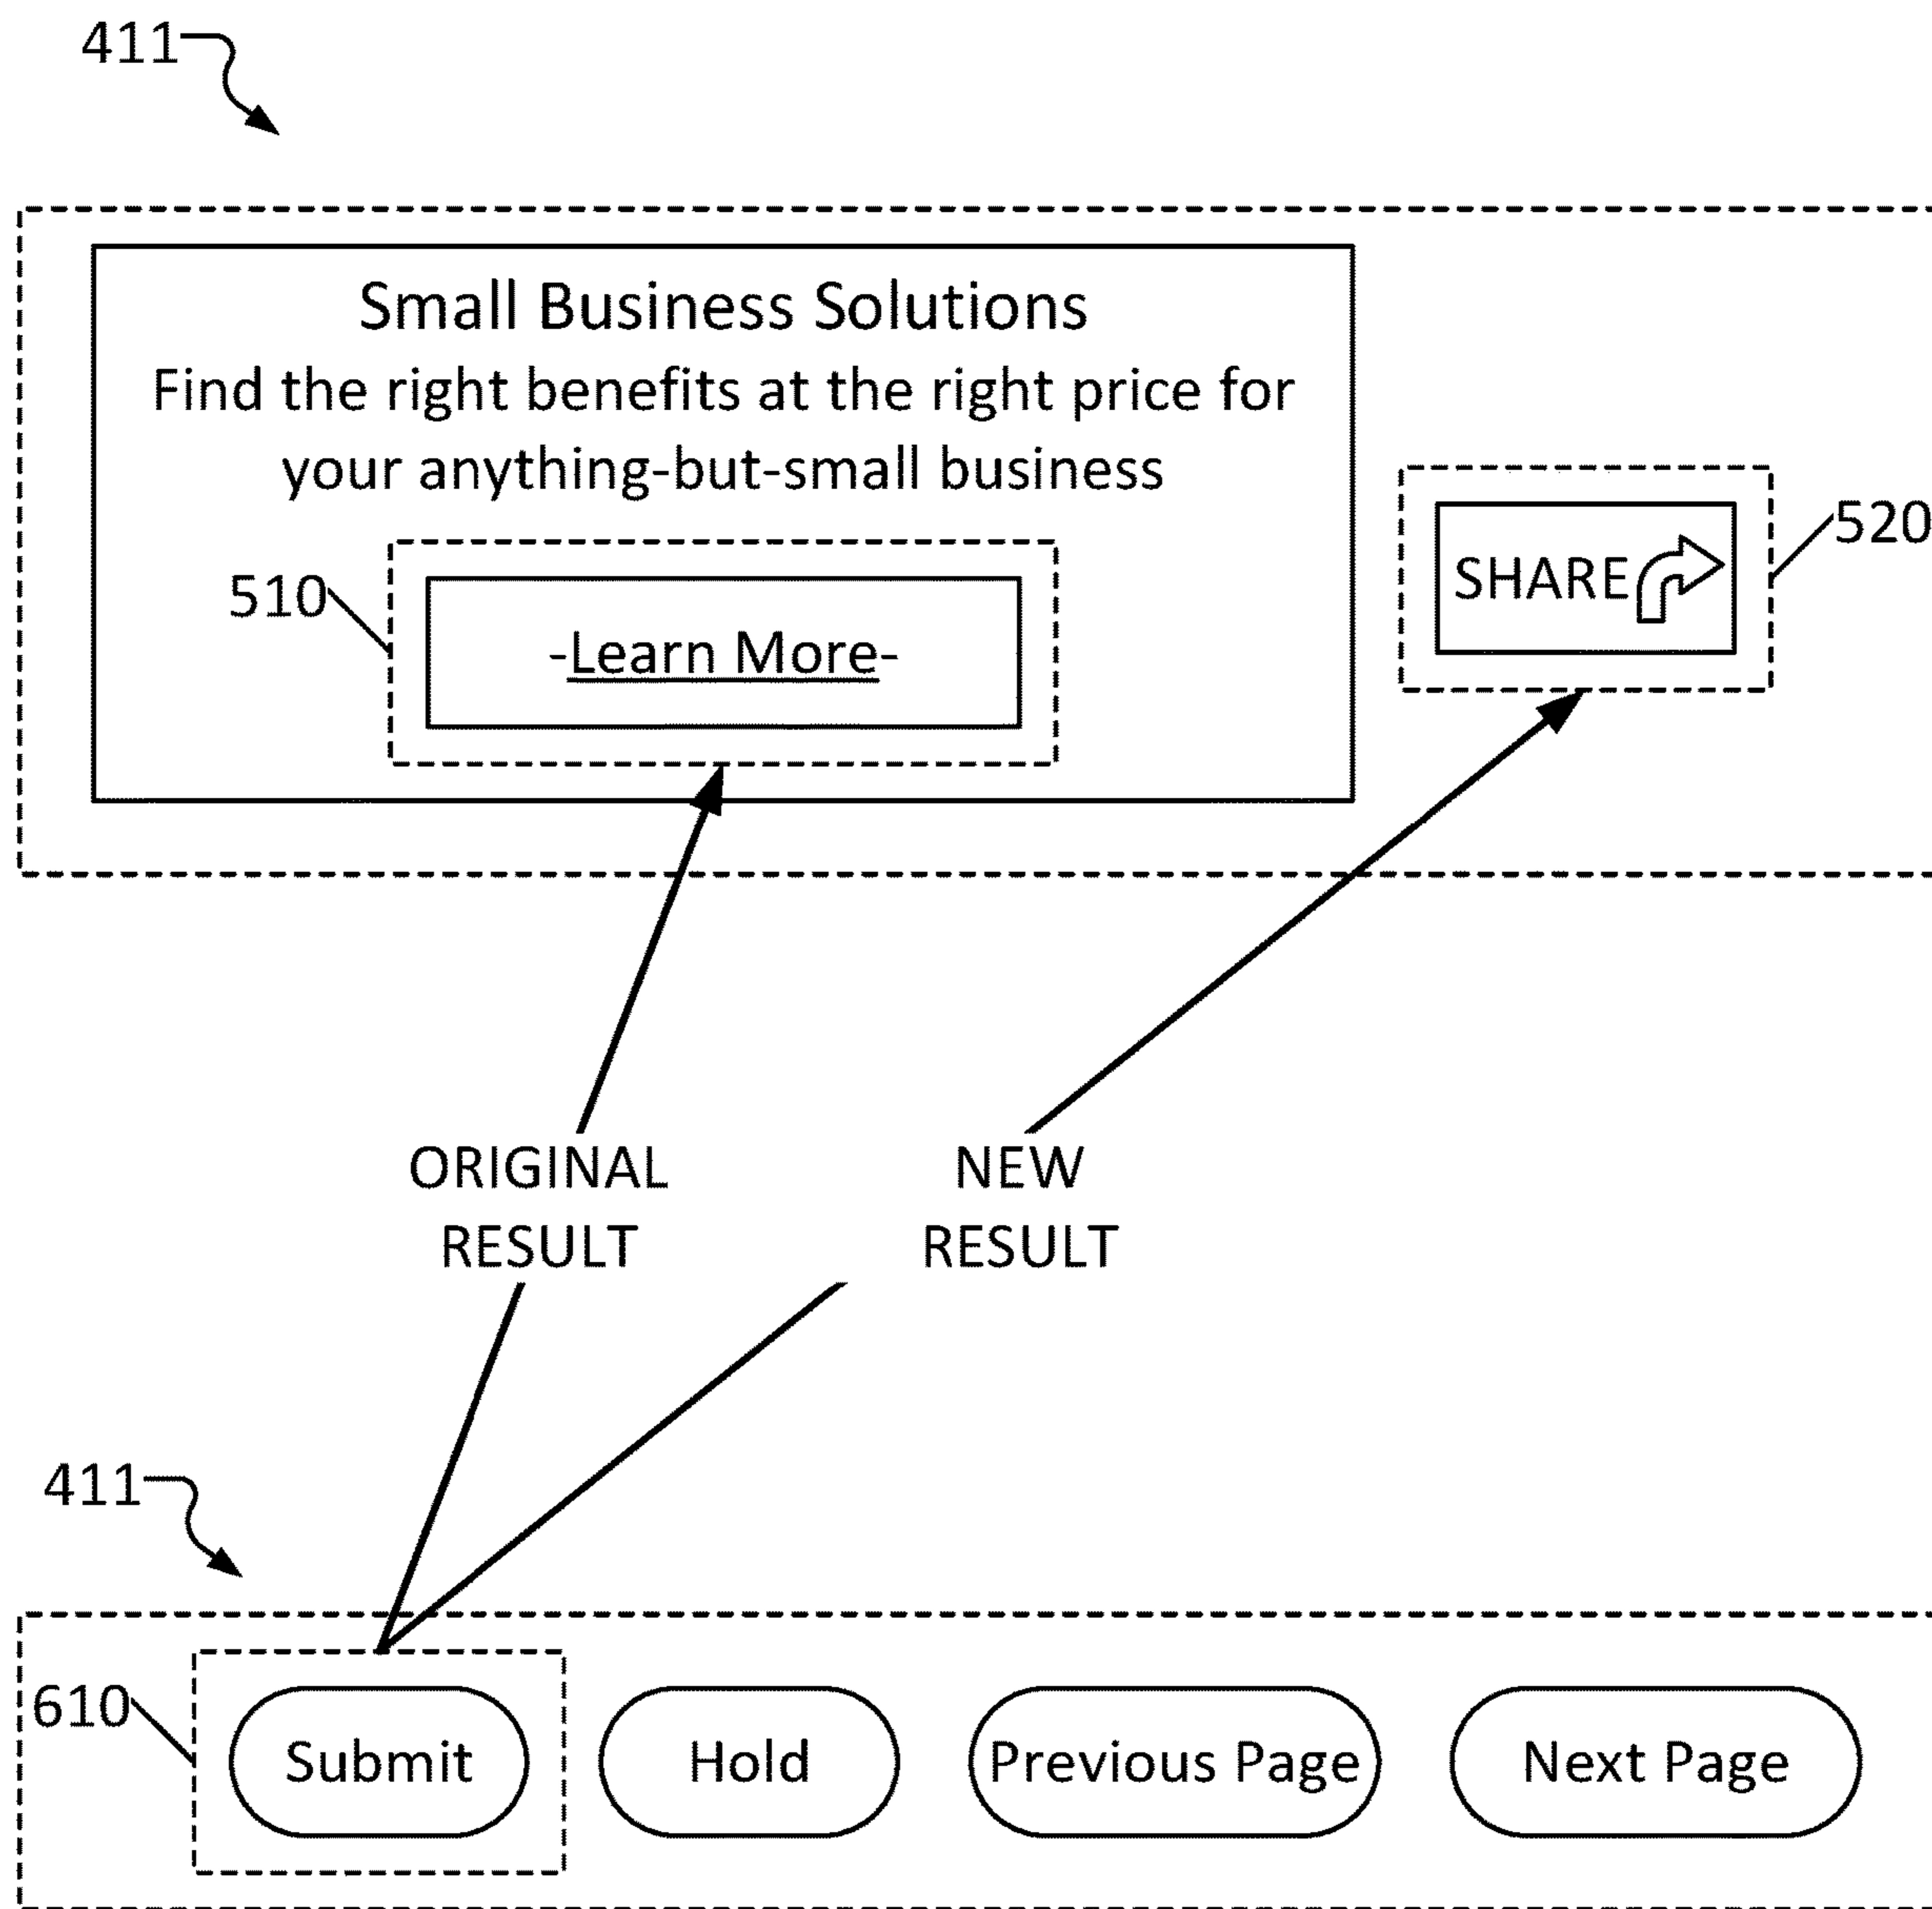 411
Small Business Solutions
Find the right benefits at the right price for
your anything-but-small business
510
-Learn More-
SHARE
520
ORIGINAL
RESULT
NEW
RESULT
411
610
Submit
Hold
Previous Page
Next Page